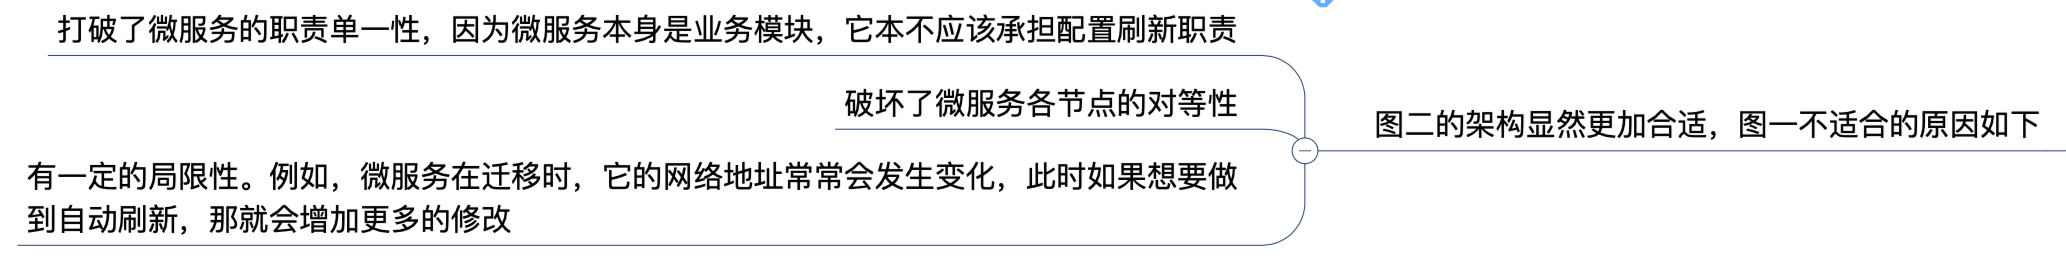 打破了微服务的职责单一性，因为微服务本身是业务模块，它本不应该承担配置刷新职责
破坏了微服务各节点的对等性
图二的架构显然更加合适，图一不适合的原因如下
有一定的局限性。例如，微服务在迁移时，它的网络地址常常会发生变化，此时如果想要做
到自动刷新，那就会增加更多的修改